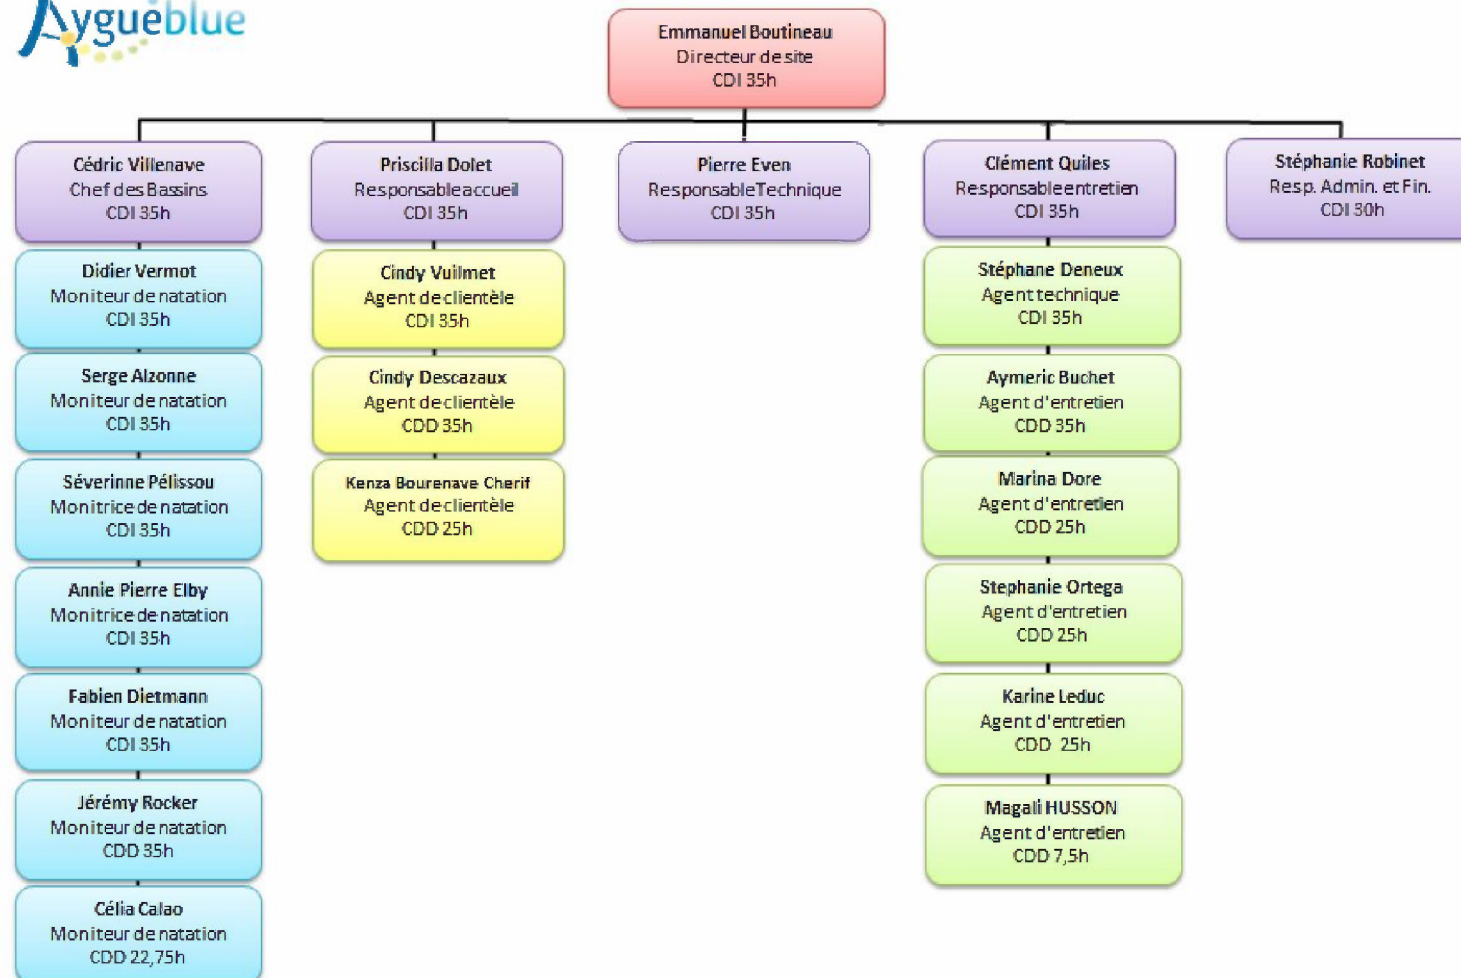 Aygueblue
Emmanuel Boutineau
Directeur de site
CDI 35h
Cédric Villenave
Chef des Bassins
CDI 35h
Didier Vermot
Moniteur de natation
CDI 35h
Serge Alzonne
Moniteur de natation
CDI 35h
Séverinne Pélissou
Monitrice de natation
CDI 35h
Annie Pierre Elby
Monitrice de natation
CDI 35h
Fabien Dietmann
Moniteur de natation
CDI 35h
Jérémy Rocker
Moniteur de natation
CDD 35h
Célia Calao
Moniteur de natation
CDD 22,75h
Priscilla Dolet
Responsable accueil
CDI 35h
Cindy Vuilmet
Agent de clientèle
CDI 35h
Cindy Descazaux
Agent de clientèle
CDD 35h
Kenza Bourenave Cherif
Agent de clientèle
CDD 25h
Pierre Even
Responsable Technique
CDI 35h
Clément Quiles
Responsable entretien
CDI 35h
Stéphane Deneux
Agent technique
CDI 35h
Aymeric Buchet
Agent d'entretien
CDD 35h
Marina Dore
Agent d'entretien
CDD 25h
Stephanie Ortega
Agent d'entretien
CDD 25h
Karine Leduc
Agent d'entretien
CDD 25h
Magali HUSSON
Agent d'entretien
CDD 7,5h
Stéphanie Robinet
Resp. Admin. et Fin.
CDI 30h